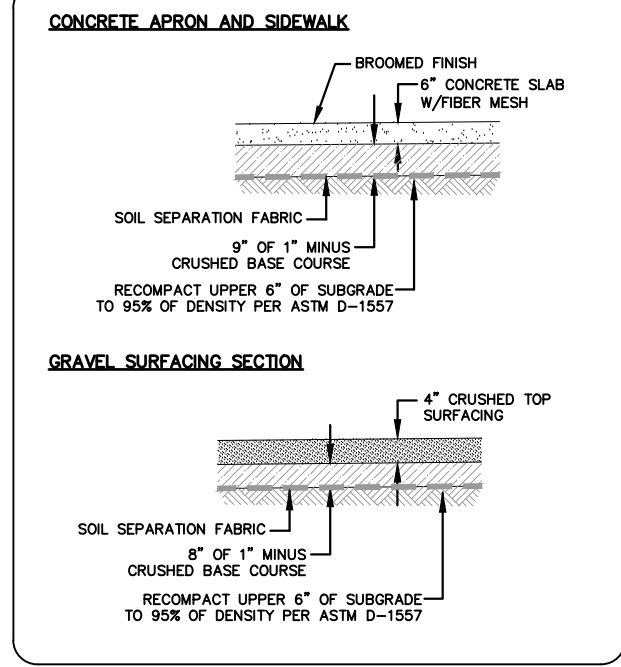 CONCRETE APRON AND SIDEWALK
BROOMED FINISH
6" CONCRETE SLAB
W/FIBER MESH
SOIL SEPARATION FABRIC
9" OF 1" MINUS
CRUSHED BASE COURSE
RECOMPACT UPPER 6" OF SUBGRADE
TO 95% OF DENSITY PER ASTM D-1557
GRAVEL SURFACING SECTION
4" CRUSHED TOP
SURFACING
SOIL SEPARATION FABRIC
8" OF 1" MINUS
CRUSHED BASE COURSE
RECOMPACT UPPER 6" OF SUBGRADE
TO 95% OF DENSITY PER ASTM D-1557